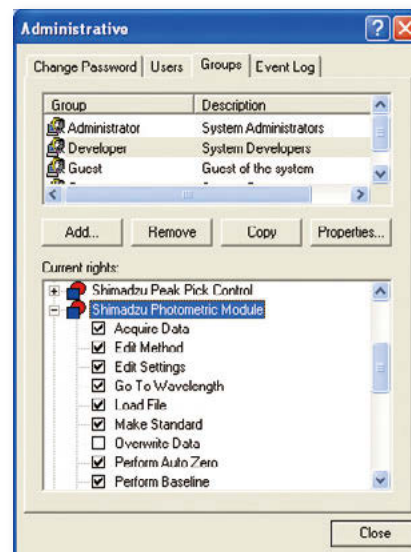 Administrative
Change Password Users Groups Event Log
Group Description
Administrator System Administrators
Developer System Developers
Guest Guest of the system
Add... Remove Copy Properties...
Current rights:
Shimadzu Peak Pick Control
Shimadzu Photometric Module
Acquire Data
Edit Method
Edit Settings
Go To Wavelength
Load File
Make Standard
Overwrite Data
Perform Auto Zero
Perform Baseline
Close